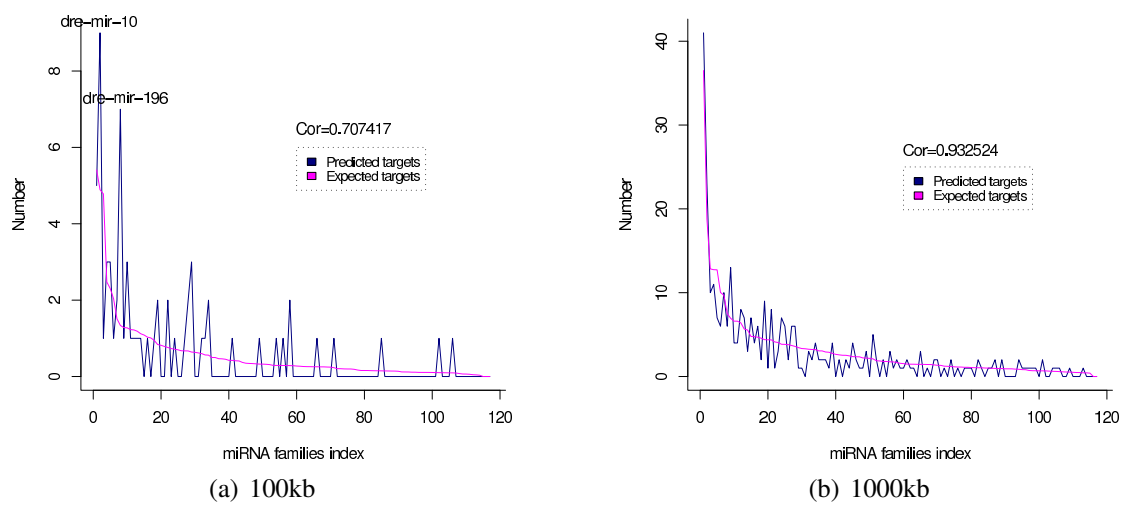 dre-mir-10
dre-mir-196
Cor=0.707417
Predicted targets
Expected targets
Number
0
2
4
6
8
0
20
40
60
80
100
120
miRNA families index
(a) 100kb
Cor=0.932524
Predicted targets
Expected targets
Number
0
10
20
30
40
0
20
40
60
80
100
120
miRNA families index
(b) 1000kb